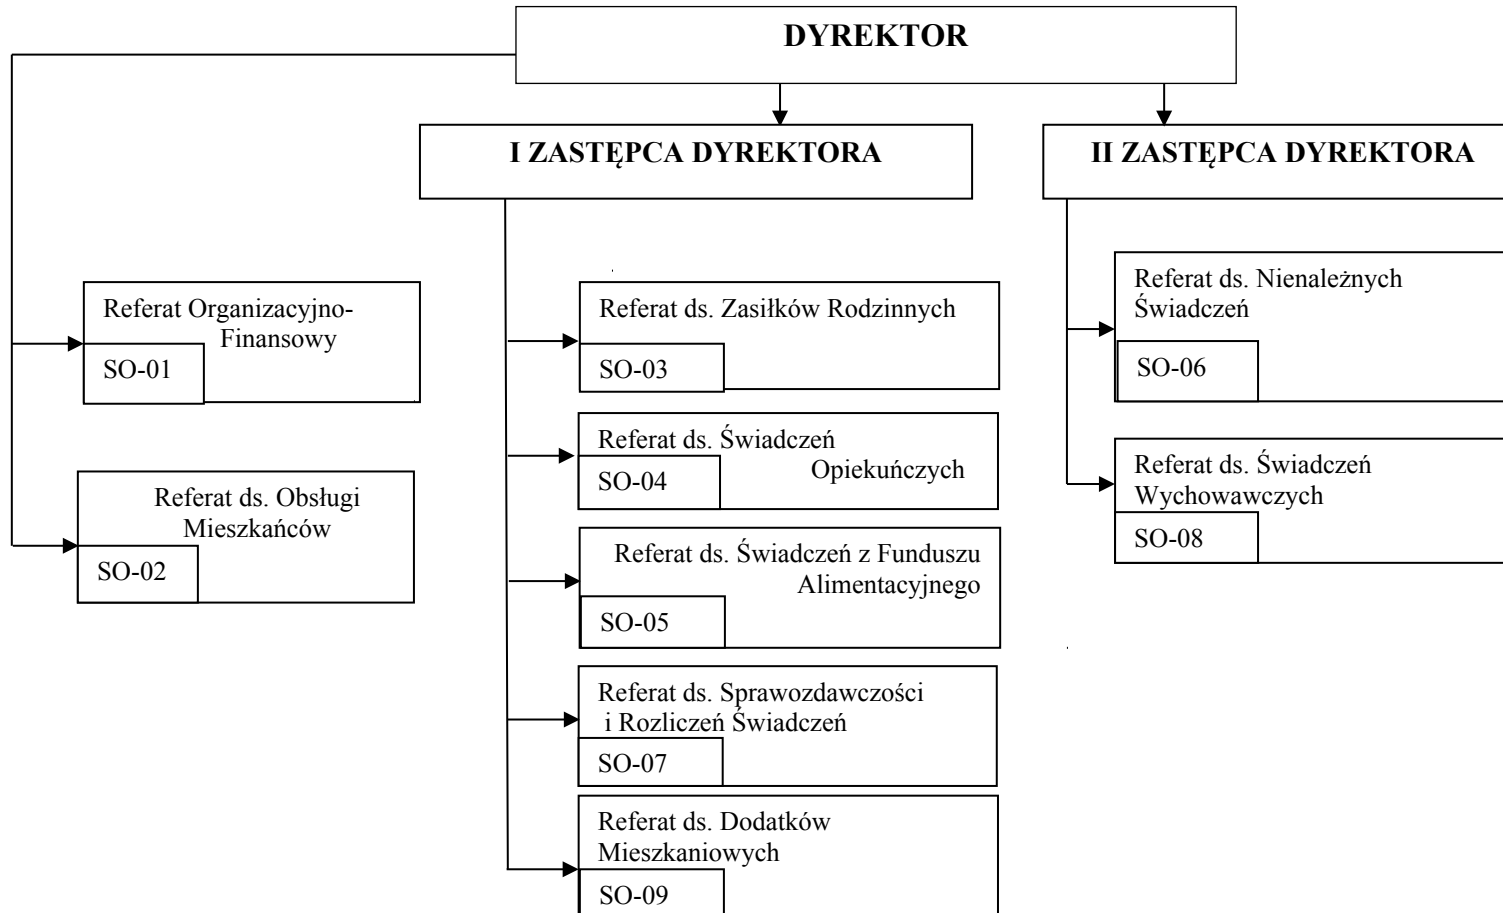 DYREKTOR
I ZASTĘPCA DYREKTORA
II ZASTĘPCA DYREKTORA
Referat Organizacyjno-
Finansowy
SO-01
Referat ds. Obsługi
Mieszkańców
SO-02
Referat ds. Zasiłków Rodzinnych
SO-03
Referat ds. Świadczeń
Opiekuńczych
SO-04
Referat ds. Świadczeń z Funduszu
Alimentacyjnego
SO-05
Referat ds. Sprawozdawczości
i Rozliczeń Świadczeń
SO-07
Referat ds. Dodatków
Mieszkaniowych
SO-09
Referat ds. Nienależnych
Świadczeń
SO-06
Referat ds. Świadczeń
Wychowawczych
SO-08